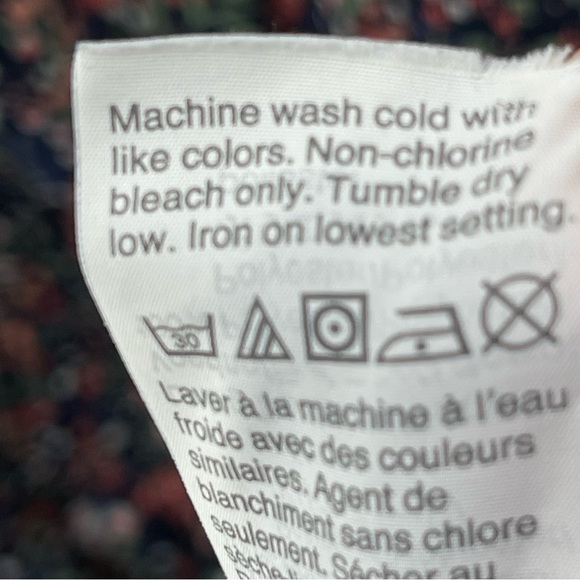 Machine wash cold with
like colors. Non-chlorine
bleach only. Tumble dry
low. Iron on lowest setting.
30
Laver à la machine à l'eau
froide avec des couleurs
similaires. Agent de
blanchiment sans chlore
seulement. Sécher au